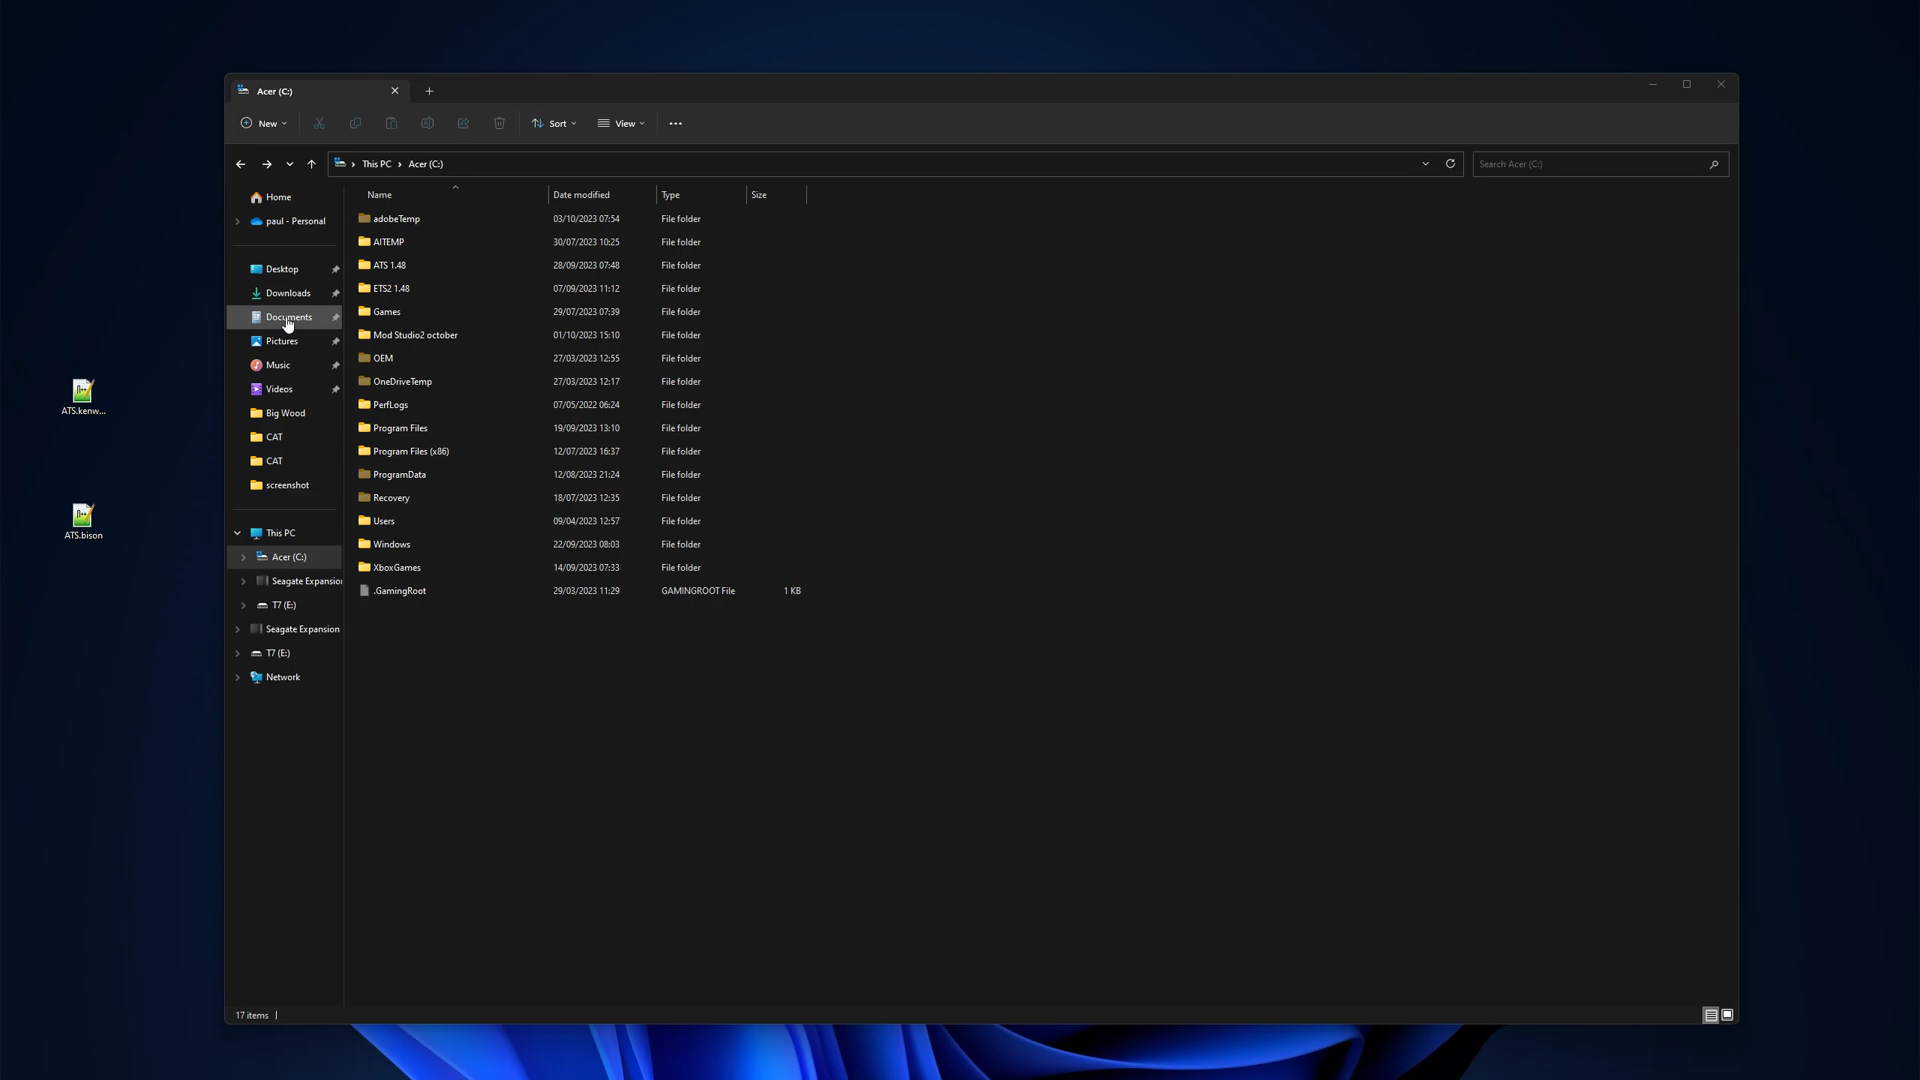 Acer (C:)
New
Sort
View
This PC
Acer (C:)
Search Acer (C:)
Name
Date modified
Type
Size
Home
paul - Personal
Desktop
Downloads
Documents
Pictures
Music
Videos
Big Wood
CAT
CAT
screenshot
This PC
Acer (C:)
Seagate Expansio
T7 (E:)
Seagate Expansion
T7 (E:)
Network
adobeTemp 03/10/2023 07:54 File folder
AITEMP 30/07/2023 10:25 File folder
ATS 1.48 28/09/2023 07:48 File folder
ETS2 1.48 07/09/2023 11:12 File folder
Games 29/07/2023 07:39 File folder
Mod Studio2 october 01/10/2023 15:10 File folder
OEM 27/03/2023 12:55 File folder
OneDriveTemp 27/03/2023 12:17 File folder
PerfLogs 07/05/2022 06:24 File folder
Program Files 19/09/2023 13:10 File folder
Program Files (x86) 12/07/2023 16:37 File folder
ProgramData 12/08/2023 21:24 File folder
Recovery 18/07/2023 12:35 File folder
Users 09/04/2023 12:57 File folder
Windows 22/09/2023 08:03 File folder
XboxGames 14/09/2023 07:33 File folder
.GamingRoot 29/03/2023 11:29 GAMINGROOT File 1 KB
ATS.kenw...
ATS.bison
17 items